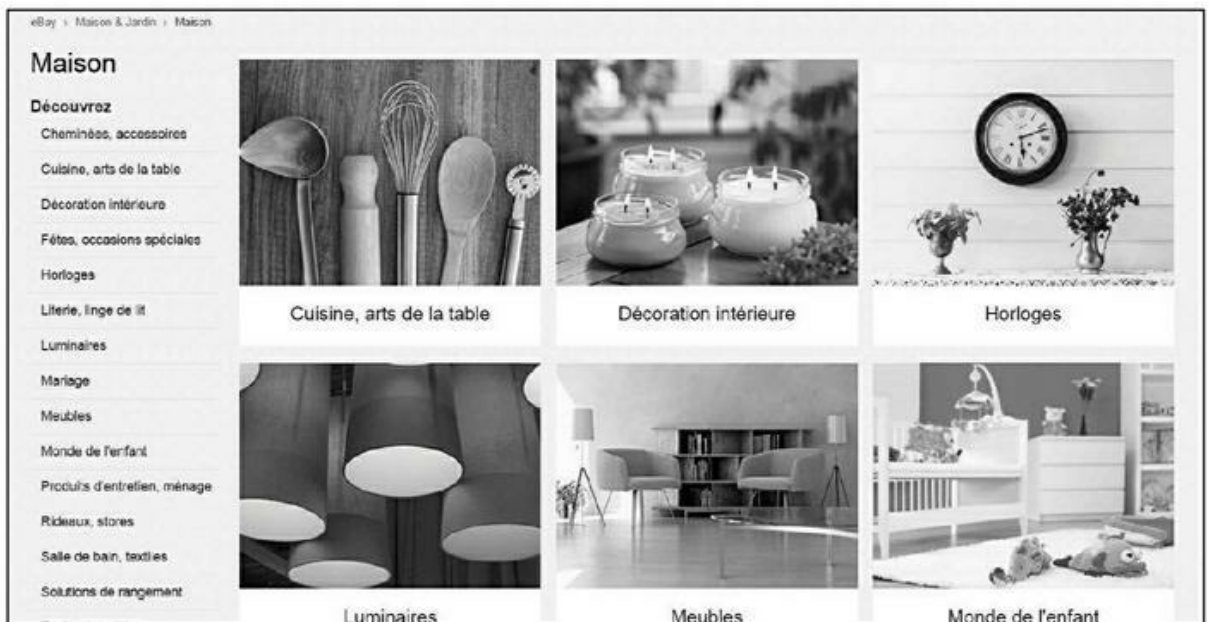 eBay › Maison & Jardin › Maison
Maison
Découvrez
Cheminées, accessoires
Cuisine, arts de la table
Décoration intérieure
Fêtes, occasions spéciales
Horloges
Literie, linge de lit
Luminaires
Mariage
Meubles
Monde de l'enfant
Produits d'entretien, ménage
Rideaux, stores
Salle de bain, textiles
Solutions de rangement
Cuisine, arts de la table
Décoration intérieure
Horloges
Luminaires
Meubles
Monde de l'enfant